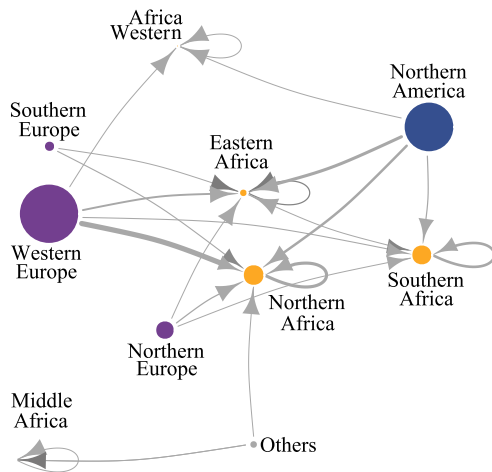 Africa
Western
Northern
America
Southern
Europe
Eastern
Africa
Western
Europe
Southern
Africa
Northern
Africa
Northern
Europe
Middle
Africa
Others